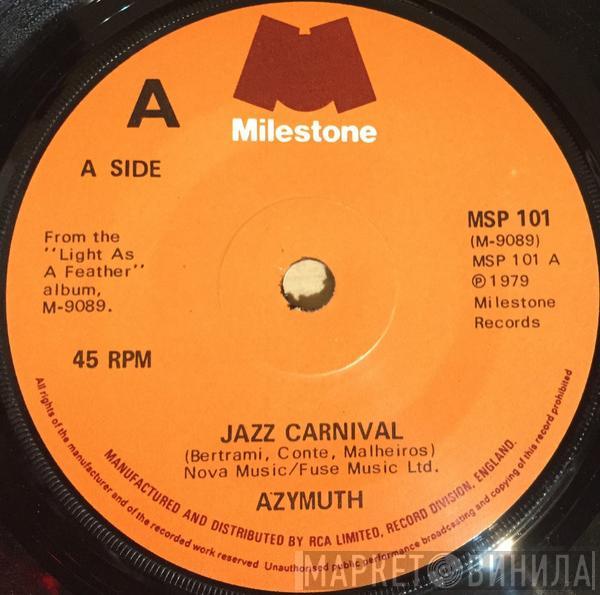 A
Milestone
A SIDE
From the
"Light As
A Feather"
album,
M-9089.
45 RPM
MSP 101
(M-9089)
MSP 101 A
℗ 1979
Milestone
Records
JAZZ CARNIVAL
(Bertrami, Conte, Malheiros)
Nova Music/Fuse Music Ltd.
AZYMUTH
MANUFACTURED AND DISTRIBUTED BY RCA LIMITED, RECORD DIVISION, ENGLAND.
All rights of the manufacturer and of the recorded work reserved Unauthorised public performance broadcasting and copying of this record prohibited
МАРКЕТ ВИНИЛА